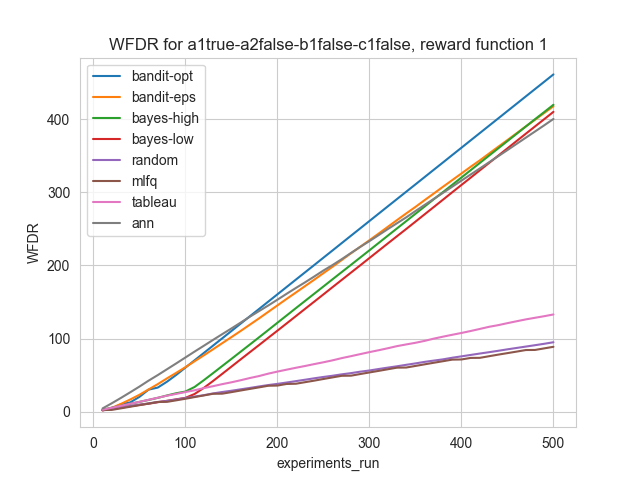 WFDR for a1true-a2false-b1false-c1false, reward function 1
bandit-opt
bandit-eps
bayes-high
bayes-low
random
mlfq
tableau
ann
WFDR
400
300
200
100
0
0 100 200 300 400 500
experiments_run